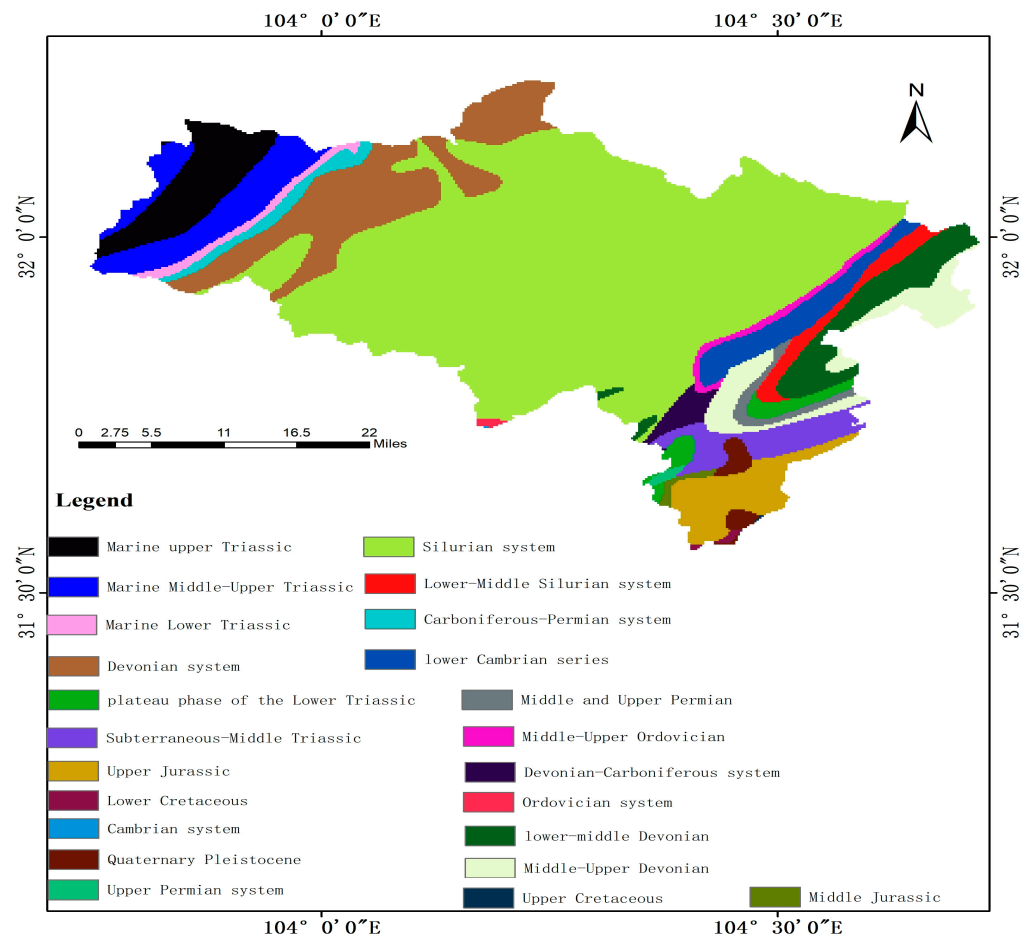 104° 0′0″E 104° 30′0″E
N
32° 0′0″N
32° 0′0″N
0 2.75 5.5 11 16.5 22
Miles
Legend
Marine upper Triassic
Silurian system
Marine Middle-Upper Triassic
Lower-Middle Silurian system
Marine Lower Triassic
Carboniferous-Permian system
Devonian system
lower Cambrian series
plateau phase of the Lower Triassic
Middle and Upper Permian
Subterraneous-Middle Triassic
Middle-Upper Ordovician
Upper Jurassic
Devonian-Carboniferous system
Lower Cretaceous
Ordovician system
Cambrian system
lower-middle Devonian
Quaternary Pleistocene
Middle-Upper Devonian
Upper Permian system
Upper Cretaceous
Middle Jurassic
31° 30′0″N
31° 30′0″N
104° 0′0″E 104° 30′0″E